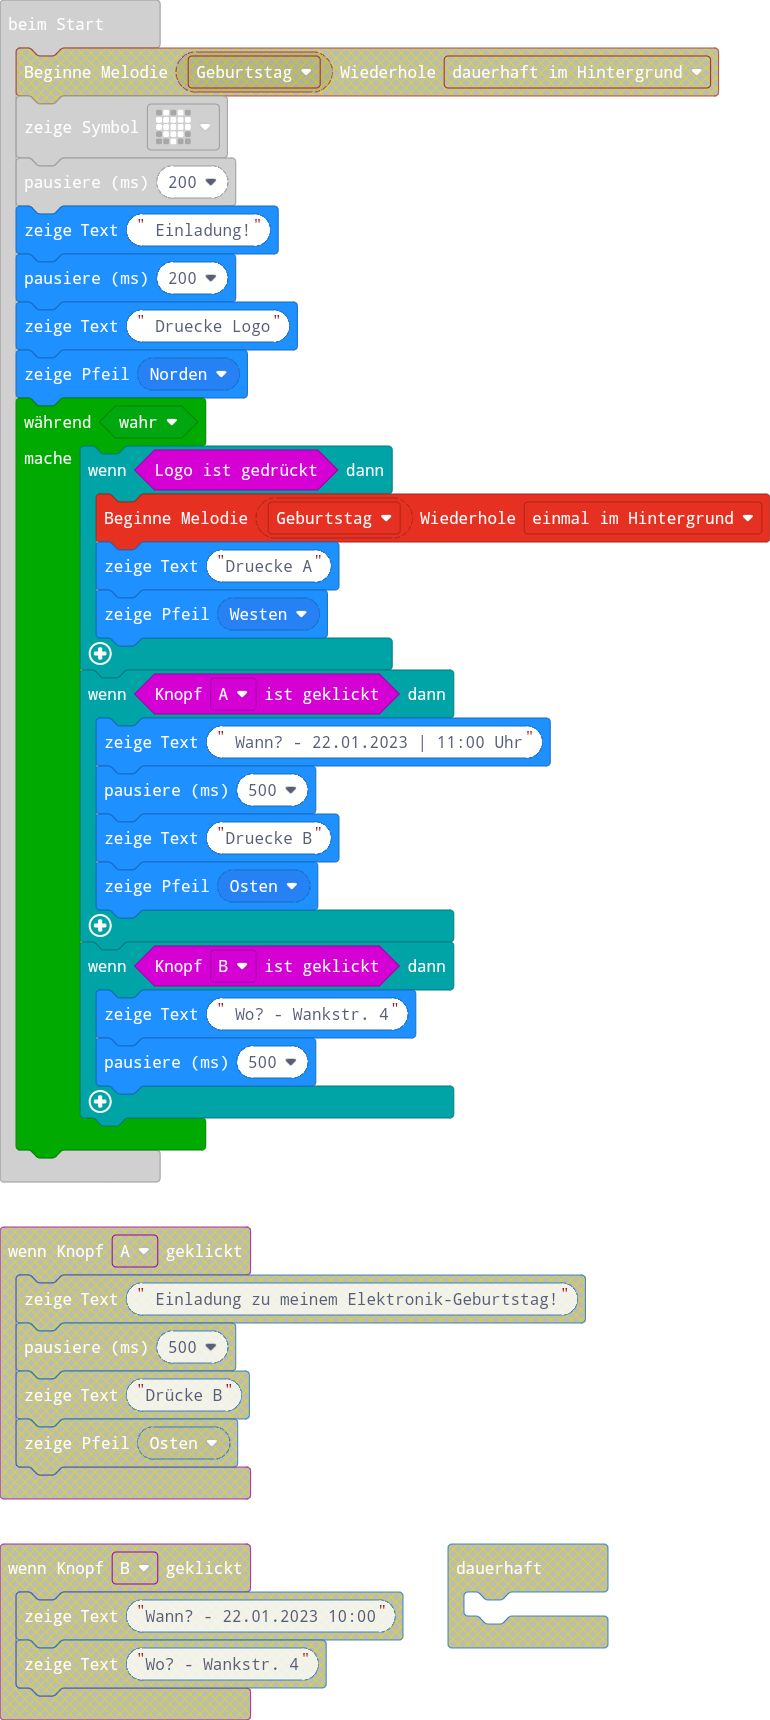 beim Start
Beginne Melodie Geburtstag Wiederhole dauerhaft im Hintergrund
zeige Symbol
pausiere (ms) 200
zeige Text " Einladung!"
pausiere (ms) 200
zeige Text " Druecke Logo"
zeige Pfeil Norden
während wahr
mache
wenn Logo ist gedrückt dann
Beginne Melodie Geburtstag Wiederhole einmal im Hintergrund
zeige Text "Druecke A"
zeige Pfeil Westen
wenn Knopf A ist geklickt dann
zeige Text " Wann? - 22.01.2023 | 11:00 Uhr"
pausiere (ms) 500
zeige Text "Druecke B"
zeige Pfeil Osten
wenn Knopf B ist geklickt dann
zeige Text " Wo? - Wankstr. 4"
pausiere (ms) 500
wenn Knopf A geklickt
zeige Text " Einladung zu meinem Elektronik-Geburtstag!"
pausiere (ms) 500
zeige Text "Drücke B"
zeige Pfeil Osten
wenn Knopf B geklickt
zeige Text "Wann? - 22.01.2023 10:00"
zeige Text "Wo? - Wankstr. 4"
dauerhaft